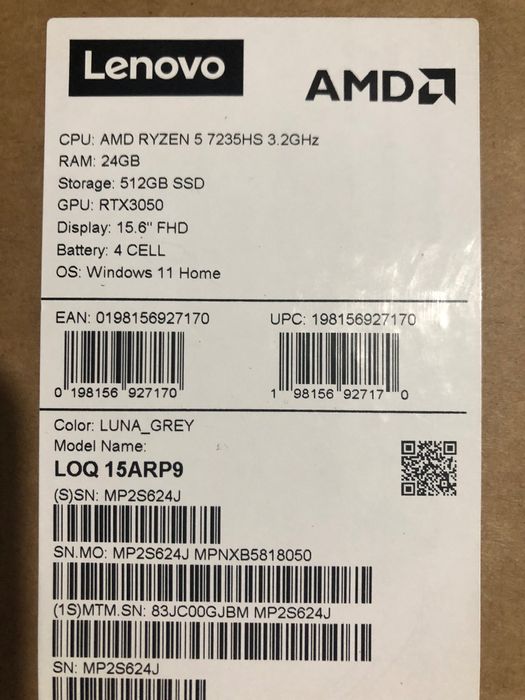 Lenovo
AMD
CPU: AMD RYZEN 5 7235HS 3.2GHz
RAM: 24GB
Storage: 512GB SSD
GPU: RTX3050
Display: 15.6" FHD
Battery: 4 CELL
OS: Windows 11 Home
EAN: 0198156927170
UPC: 198156927170
0 198156 927170
1 98156 92717 0
Color: LUNA_GREY
Model Name:
LOQ 15ARP9
(S)SN: MP2S624J
SN.MO: MP2S624J MPNXB5818050
(1S)MTM.SN: 83JC00GJBM MP2S624J
SN: MP2S624J